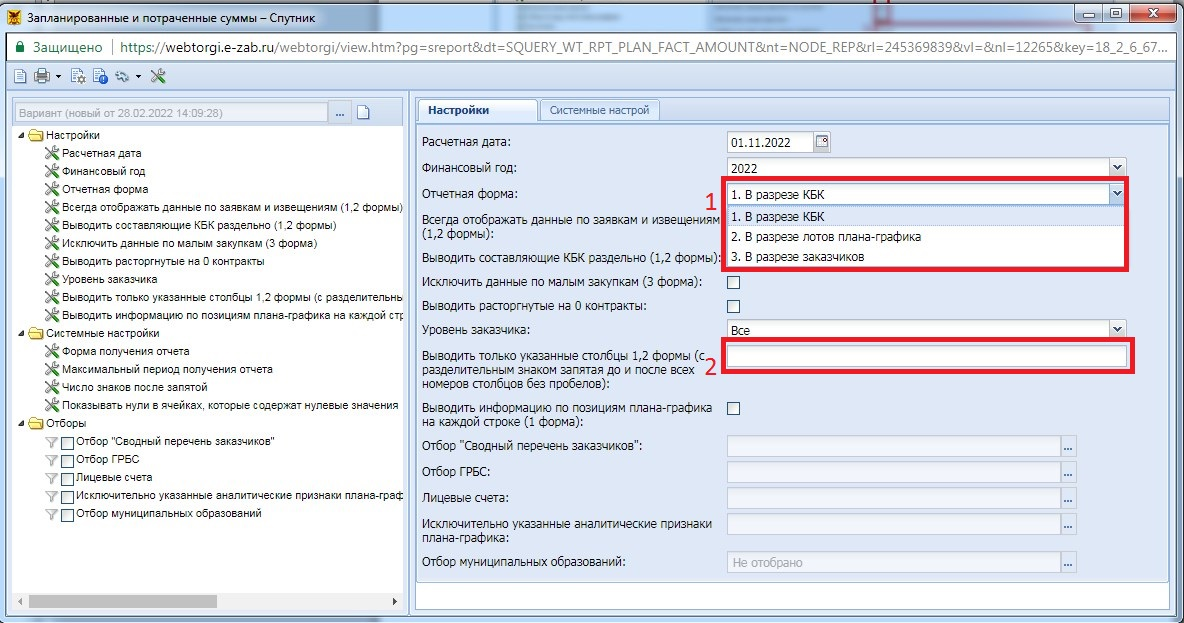 Запланированные и потраченные суммы – Спутник
Защищено
https://webtorgi.e-zab.ru/webtorgi/view.htm?pg=sreport&dt=SQUERY_WT_RPT_PLAN_FACT_AMOUNT&nt=NODE_REP&rl=245369839&vl=&nl=12265&key=18_2_6_67...
Вариант (новый от 28.02.2022 14:09:28)
...
Настройки
Расчетная дата
Финансовый год
Отчетная форма
Всегда отображать данные по заявкам и извещениям (1,2 формы)
Выводить составляющие КБК раздельно (1,2 формы)
Исключить данные по малым закупкам (3 форма)
Выводить расторгнутые на 0 контракты
Уровень заказчика
Выводить только указанные столбцы 1,2 формы (с разделительны
Выводить информацию по позициям плана-графика на каждой стр
Системные настройки
Форма получения отчета
Максимальный период получения отчета
Число знаков после запятой
Показывать нули в ячейках, которые содержат нулевые значения
Отборы
Отбор "Сводный перечень заказчиков"
Отбор ГРБС
Лицевые счета
Исключительно указанные аналитические признаки плана-граф
Отбор муниципальных образований
Настройки
Системные настрой
Расчетная дата:
01.11.2022
Финансовый год:
2022
Отчетная форма:
1
1. В разрезе КБК
1. В разрезе КБК
2. В разрезе лотов плана-графика
3. В разрезе заказчиков
Всегда отображать данные по заявкам и извещениям
(1,2 формы):
Выводить составляющие КБК раздельно (1,2 формы):
Исключить данные по малым закупкам (3 форма):
Выводить расторгнутые на 0 контракты:
Уровень заказчика:
Все
Выводить только указанные столбцы 1,2 формы (с
разделительным знаком запятая до и после всех
номеров столбцов без пробелов):
2
Выводить информацию по позициям плана-графика
на каждой строке (1 форма):
Отбор "Сводный перечень заказчиков":
...
Отбор ГРБС:
...
Лицевые счета:
...
Исключительно указанные аналитические признаки
плана-графика:
...
Отбор муниципальных образований:
Не отобрано
...